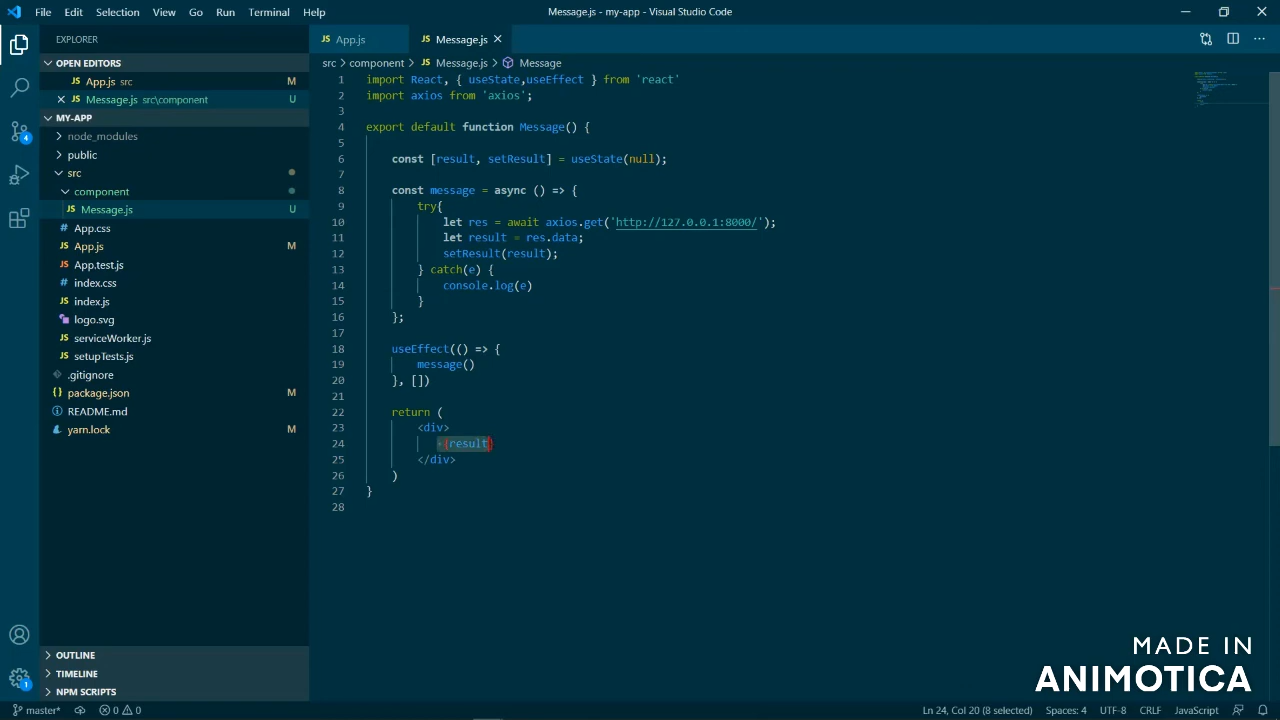 File Edit Selection View Go Run Terminal Help
Message.js - my-app - Visual Studio Code
EXPLORER
OPEN EDITORS
JS App.js src M
JS Message.js src\component U
MY-APP
node_modules
public
src
component
JS Message.js U
App.css
JS App.js M
JS App.test.js
# index.css
JS index.js
logo.svg
JS serviceWorker.js
JS setupTests.js
.gitignore
{} package.json M
README.md
yarn.lock M
OUTLINE
TIMELINE
NPM SCRIPTS
4
1
JS App.js
JS Message.js
src > component > JS Message.js > Message
1 import React, { useState,useEffect } from 'react'
2 import axios from 'axios';
3
4 export default function Message() {
5
6 const [result, setResult] = useState(null);
7
8 const message = async () => {
9 try{
10 let res = await axios.get('http://127.0.0.1:8000/');
11 let result = res.data;
12 setResult(result);
13 } catch(e) {
14 console.log(e)
15 }
16 };
17
18 useEffect(() => {
19 message()
20 }, [])
21
22 return (
23 <div>
24 {result}
25 </div>
26 )
27 }
28
MADE IN
ANIMOTICA
master* 0 0
Ln 24, Col 20 (8 selected) Spaces: 4 UTF-8 CRLF JavaScript